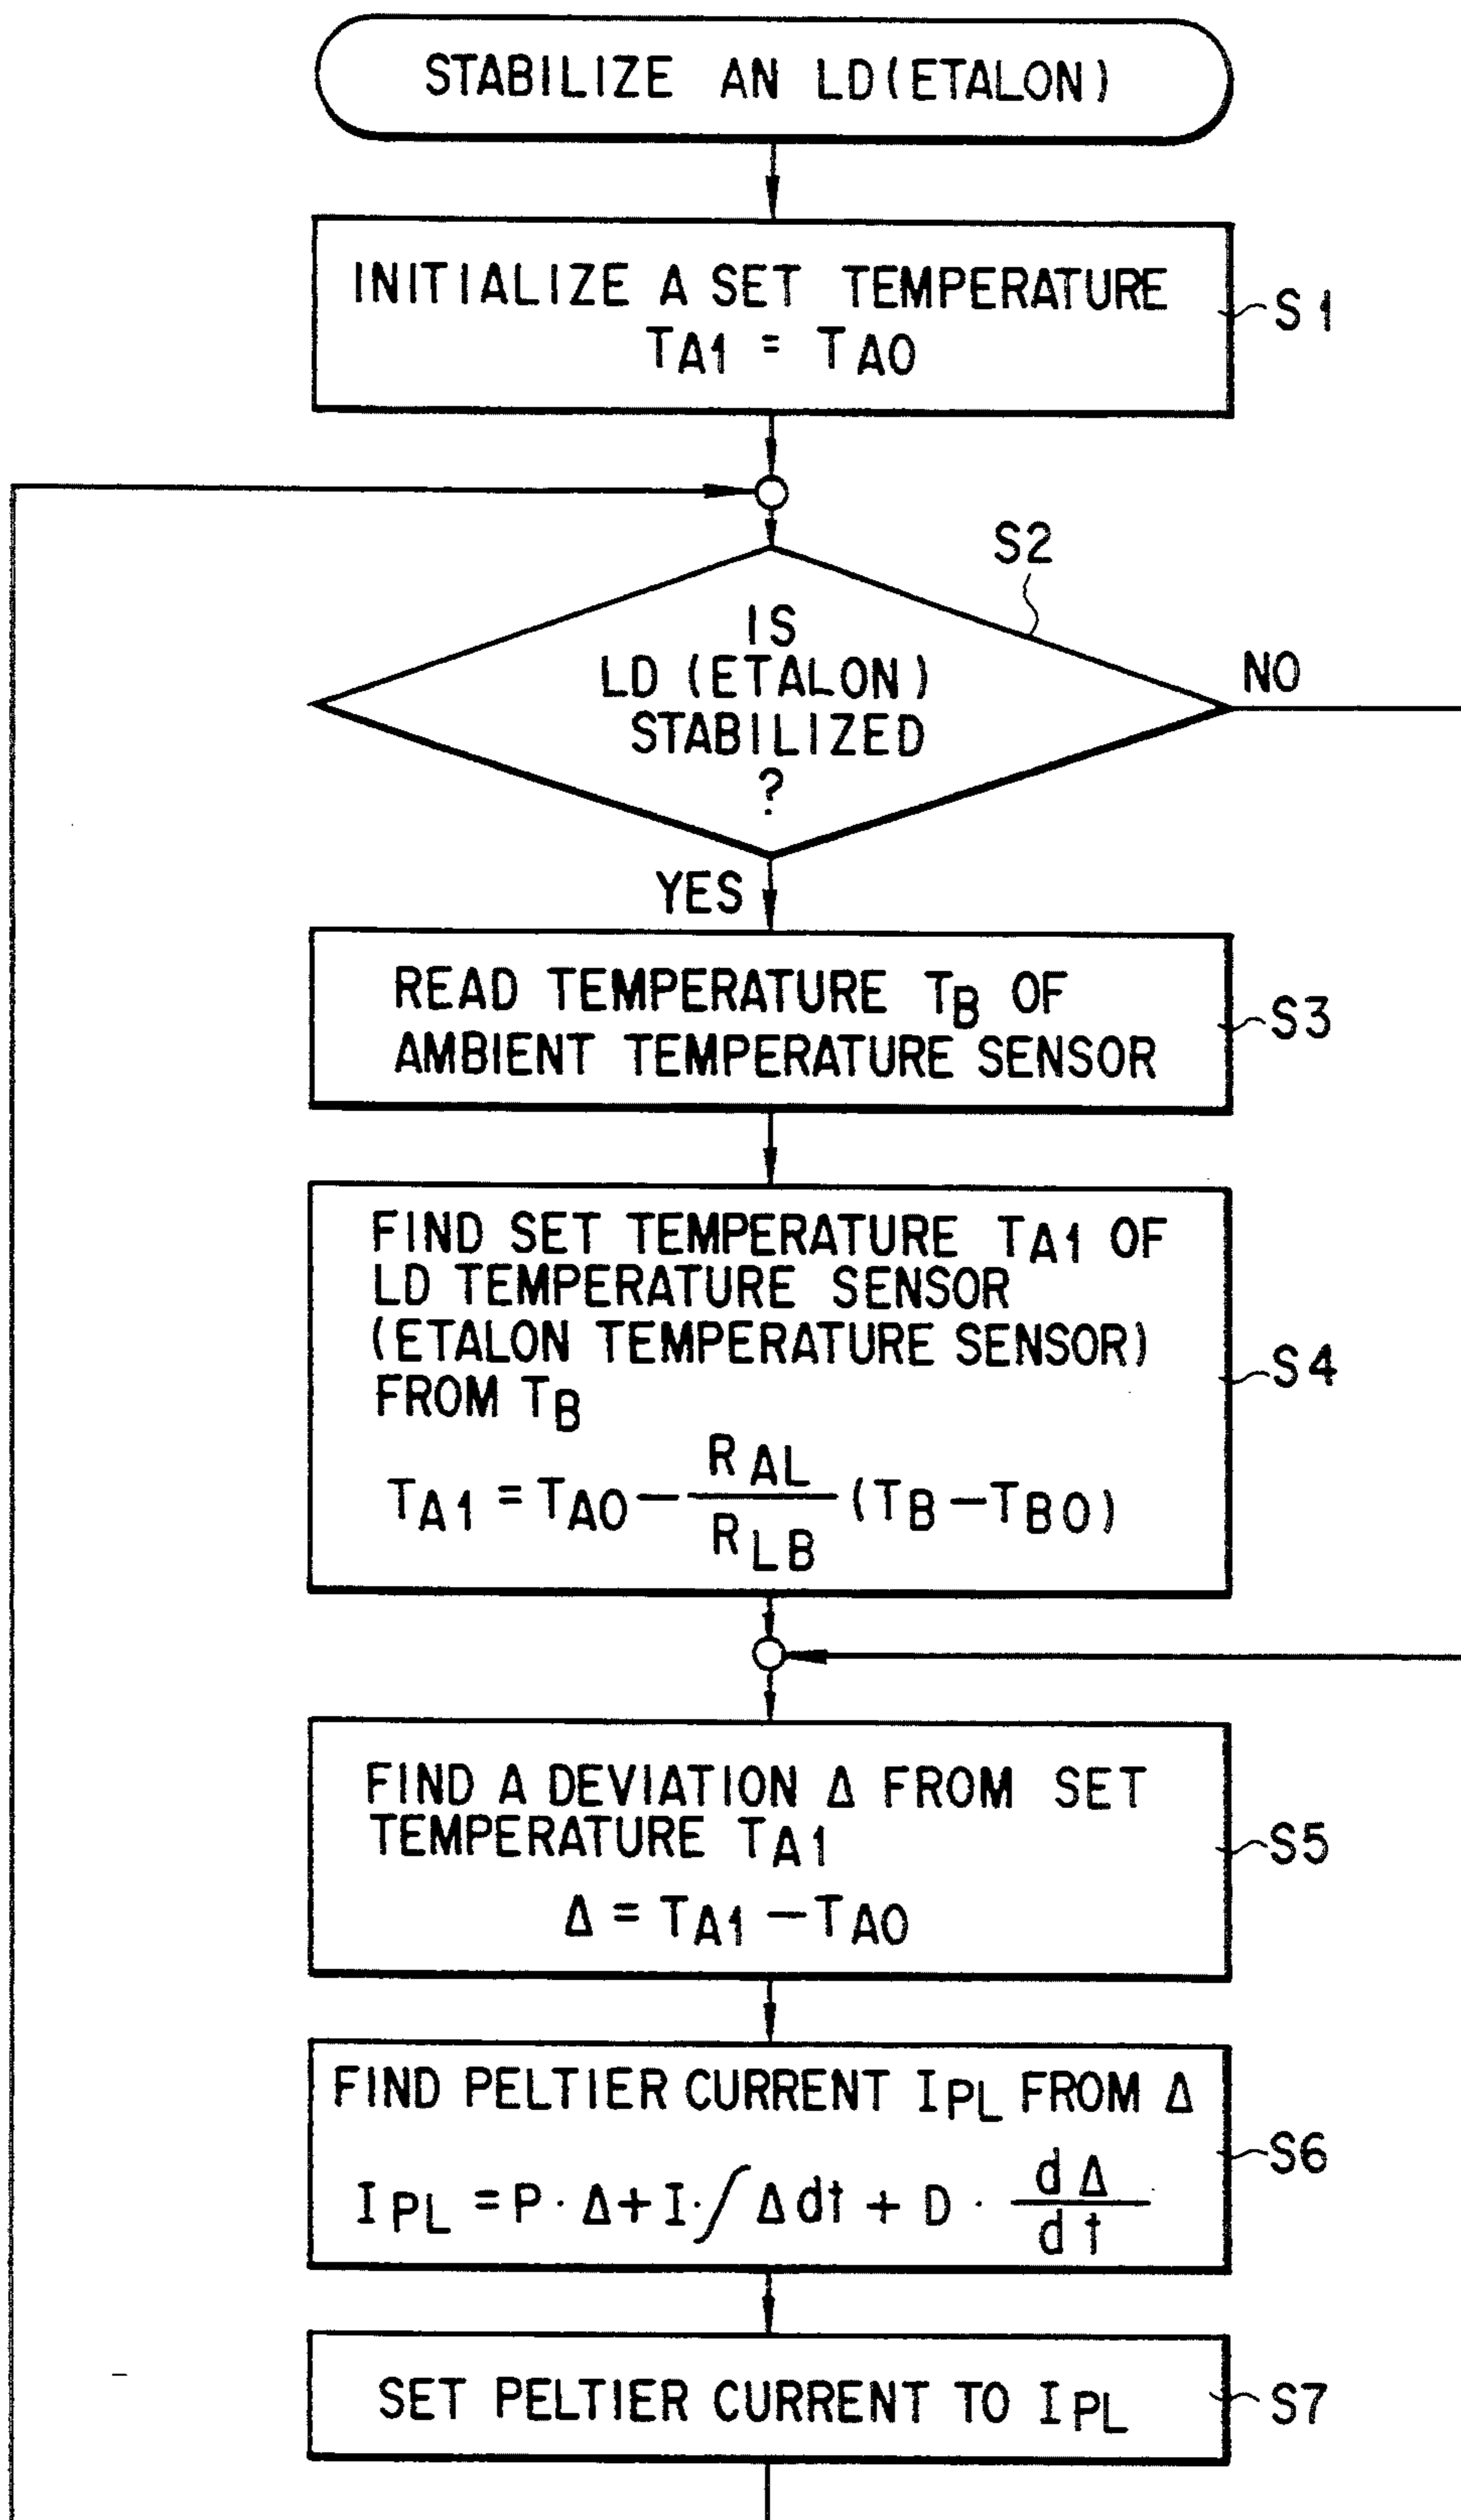 STABILIZE AN LD(ETALON)
INITIALIZE A SET TEMPERATURE
TA1 = TA0
S1
S2
IS
LD (ETALON)
STABILIZED
?
NO
YES
READ TEMPERATURE TB OF
AMBIENT TEMPERATURE SENSOR
S3
FIND SET TEMPERATURE TA1 OF
LD TEMPERATURE SENSOR
(ETALON TEMPERATURE SENSOR)
FROM TB
TA1 = TA0 − RAL / RLB (TB − TB0)
S4
FIND A DEVIATION Δ FROM SET
TEMPERATURE TA1
Δ = TA1 − TA0
S5
FIND PELTIER CURRENT IPL FROM Δ
IPL = P · Δ + I · ∫ Δ dt + D · dΔ / dt
S6
SET PELTIER CURRENT TO IPL
S7